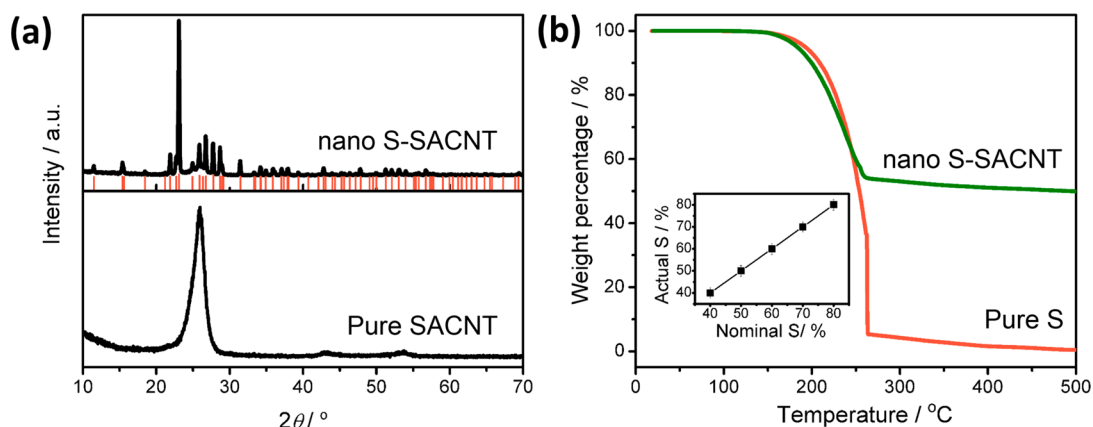 (a)
Intensity / a.u.
nano S-SACNT
Pure SACNT
10 20 30 40 50 60 70
2θ/ º
(b)
Weight percentage / %
100
80
60
40
20
0
nano S-SACNT
Pure S
Actual S / %
80
70
60
50
40
40 50 60 70 80
Nominal S/ %
100 200 300 400 500
Temperature / ºC